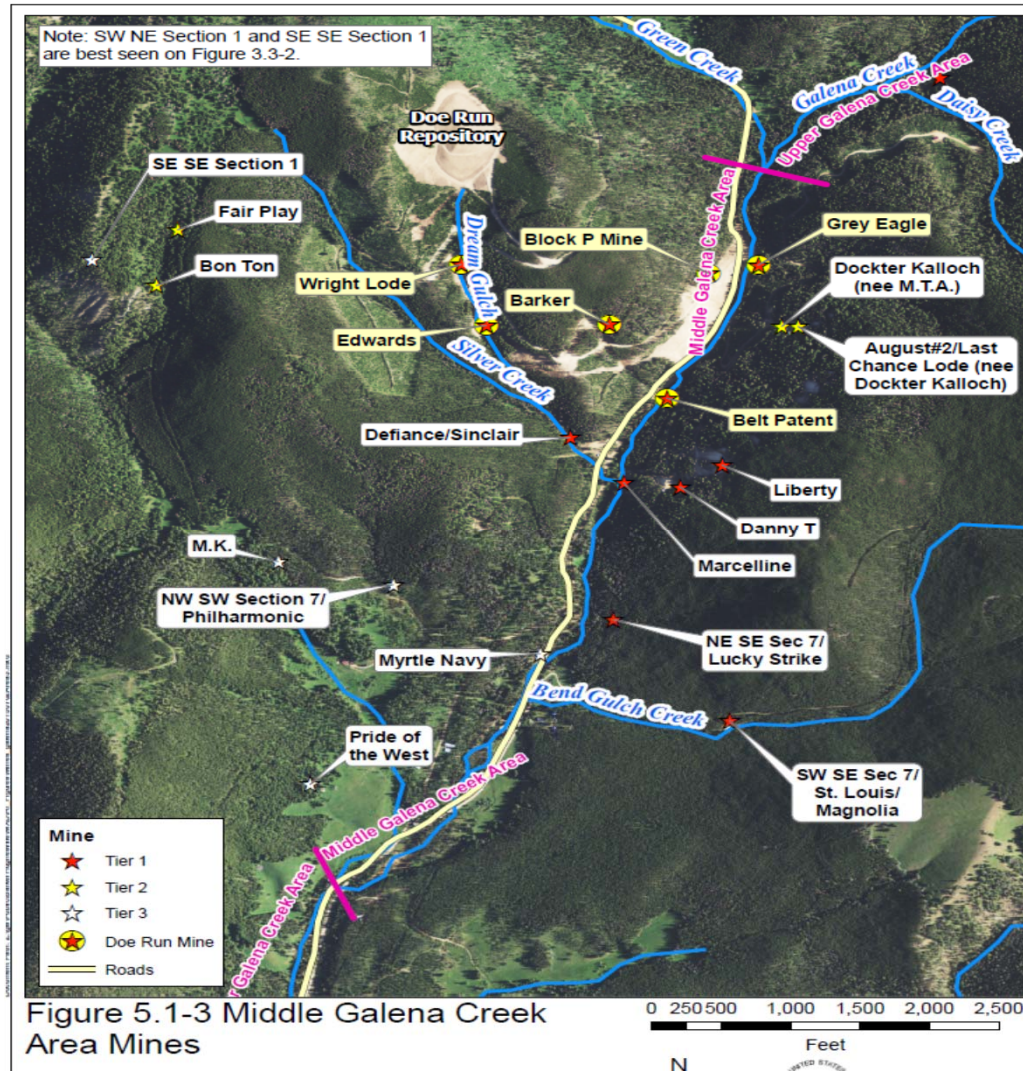 Note: SW NE Section 1 and SE SE Section 1
are best seen on Figure 3.3-2.
Green Creek
Galena Creek
Upper Galena Creek Area
Daisy Creek
Doe Run
Repository
SE SE Section 1
Fair Play
Bon Ton
Dream Gulch
Wright Lode
Edwards
Silver Creek
Barker
Block P Mine
Middle Galena Creek Area
Grey Eagle
Dockter Kalloch
(nee M.T.A.)
August#2/Last
Chance Lode (nee
Dockter Kalloch)
Belt Patent
Defiance/Sinclair
Liberty
Danny T
Marcelline
M.K.
NW SW Section 7/
Philharmonic
NE SE Sec 7/
Lucky Strike
Myrtle Navy
Bend Gulch Creek
Pride of
the West
SW SE Sec 7/
St. Louis/
Magnolia
Middle Galena Creek Area
Galena Creek Area
Mine
Tier 1
Tier 2
Tier 3
Doe Run Mine
Roads
Figure 5.1-3 Middle Galena Creek
Area Mines
0 250 500 1,000 1,500 2,000 2,500
Feet
N
UNITED STATES